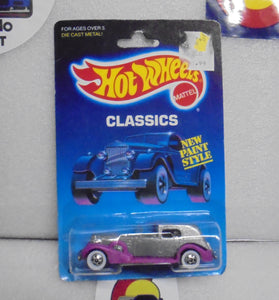 FOR AGES OVER 5
DIE CAST METAL!
Hot Wheels
MATTEL
CLASSICS
NEW
PAINT
STYLE